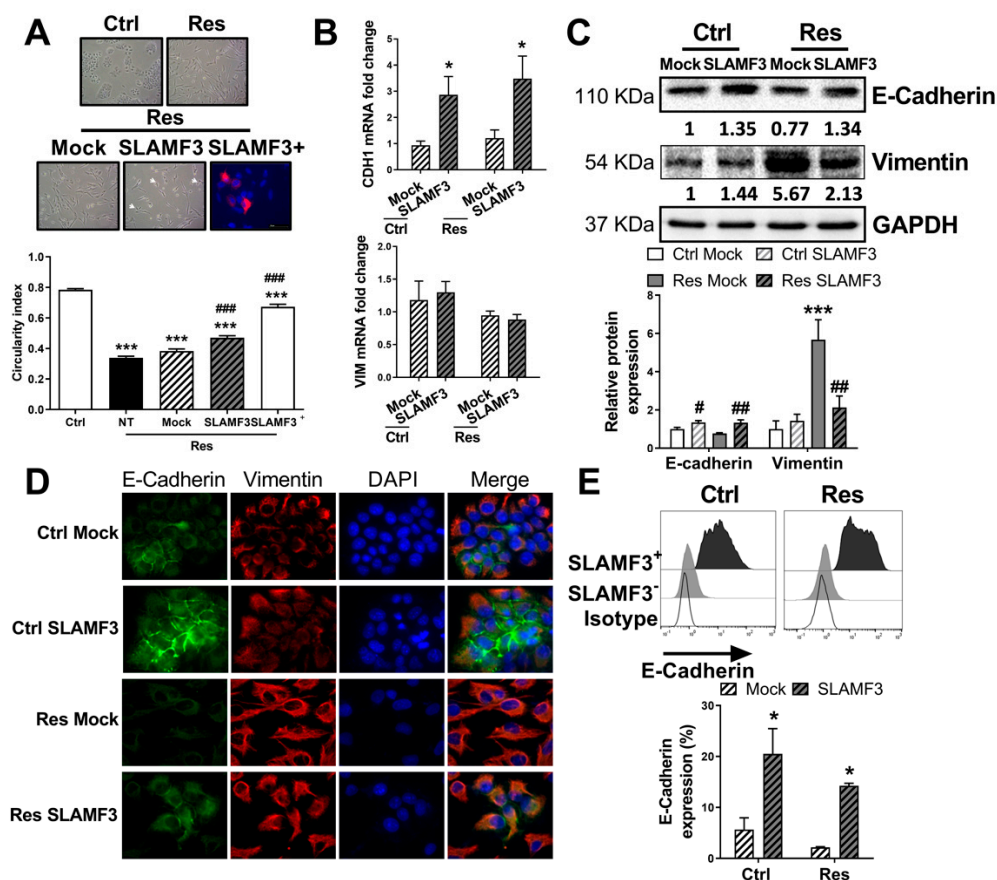 A
Ctrl Res
Res
Mock SLAMF3 SLAMF3+
Circularity index
1.0
0.8
0.6
0.4
0.2
0.0
*** *** *** ***
### ###
Ctrl NT Mock SLAMF3 SLAMF3+
Res
B
CDH1 mRNA fold change
5
4
3
2
1
0
* *
Mock SLAMF3 Mock SLAMF3
Ctrl Res
VIM mRNA fold change
2.0
1.5
1.0
0.5
0.0
Mock SLAMF3 Mock SLAMF3
Ctrl Res
C
Ctrl Res
Mock SLAMF3 Mock SLAMF3
110 KDa E-Cadherin
1 1.35 0.77 1.34
54 KDa Vimentin
1 1.44 5.67 2.13
37 KDa GAPDH
Ctrl Mock Ctrl SLAMF3
Res Mock Res SLAMF3
Relative protein
expression
8
6
4
2
0
# ## *** ##
E-cadherin Vimentin
D
E-Cadherin Vimentin DAPI Merge
Ctrl Mock
Ctrl SLAMF3
Res Mock
Res SLAMF3
E
Ctrl Res
SLAMF3+
SLAMF3-
Isotype
E-Cadherin
Mock SLAMF3
E-Cadherin
expression (%)
30
20
10
0
* *
Ctrl Res